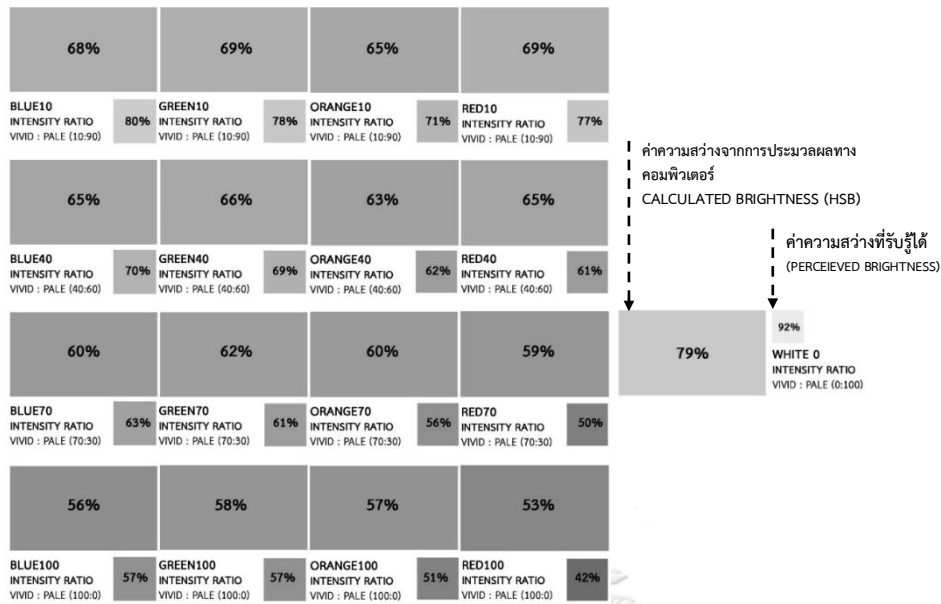 68%
69%
65%
69%
BLUE10
INTENSITY RATIO
VIVID : PALE (10:90)
80%
GREEN10
INTENSITY RATIO
VIVID : PALE (10:90)
78%
ORANGE10
INTENSITY RATIO
VIVID : PALE (10:90)
71%
RED10
INTENSITY RATIO
VIVID : PALE (10:90)
77%
65%
66%
63%
65%
BLUE40
INTENSITY RATIO
VIVID : PALE (40:60)
70%
GREEN40
INTENSITY RATIO
VIVID : PALE (40:60)
69%
ORANGE40
INTENSITY RATIO
VIVID : PALE (40:60)
62%
RED40
INTENSITY RATIO
VIVID : PALE (40:60)
61%
60%
62%
60%
59%
BLUE70
INTENSITY RATIO
VIVID : PALE (70:30)
63%
GREEN70
INTENSITY RATIO
VIVID : PALE (70:30)
61%
ORANGE70
INTENSITY RATIO
VIVID : PALE (70:30)
56%
RED70
INTENSITY RATIO
VIVID : PALE (70:30)
50%
56%
58%
57%
53%
BLUE100
INTENSITY RATIO
VIVID : PALE (100:0)
57%
GREEN100
INTENSITY RATIO
VIVID : PALE (100:0)
57%
ORANGE100
INTENSITY RATIO
VIVID : PALE (100:0)
51%
RED100
INTENSITY RATIO
VIVID : PALE (100:0)
42%
ค่าความสว่างจากการประมวลผลทาง
คอมพิวเตอร์
CALCULATED BRIGHTNESS (HSB)
ค่าความสว่างที่รับรู้ได้
(PERCEIEVED BRIGHTNESS)
79%
92%
WHITE 0
INTENSITY RATIO
VIVID : PALE (0:100)